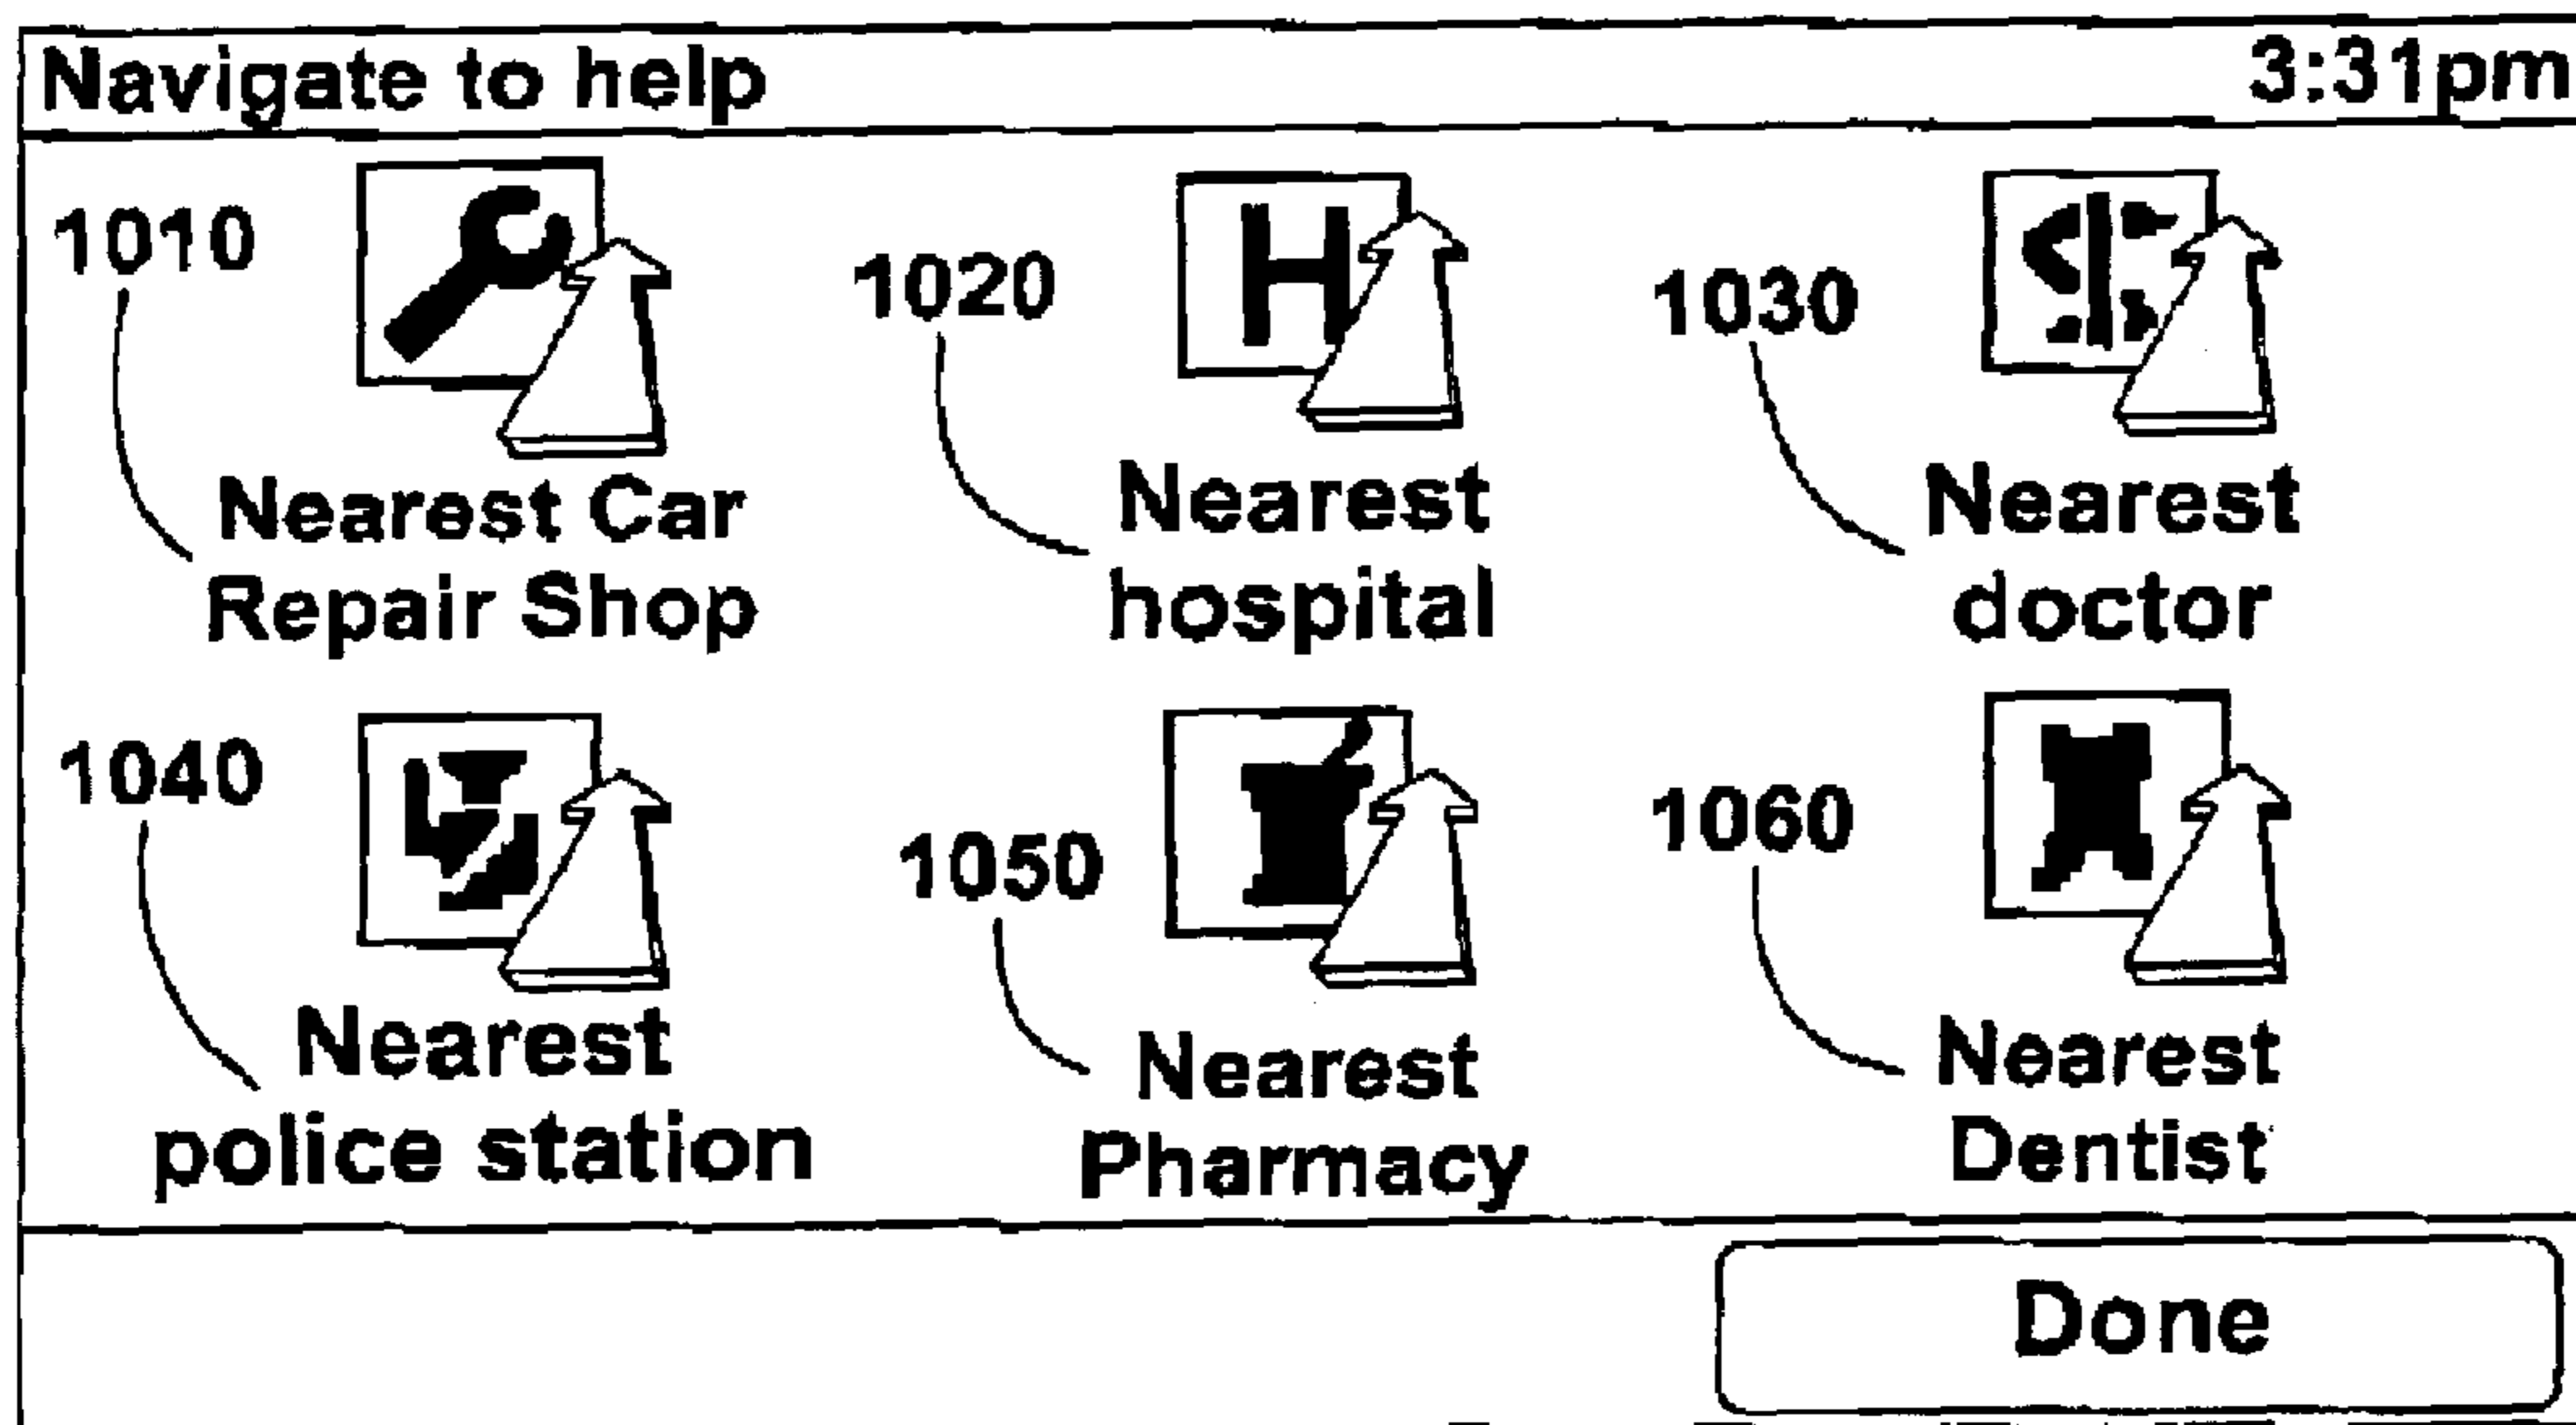 Navigate to help 3:31pm
1010
1020
1030
Nearest Car
Repair Shop
Nearest
hospital
Nearest
doctor
1040
1050
1060
Nearest
police station
Nearest
Pharmacy
Nearest
Dentist
Done